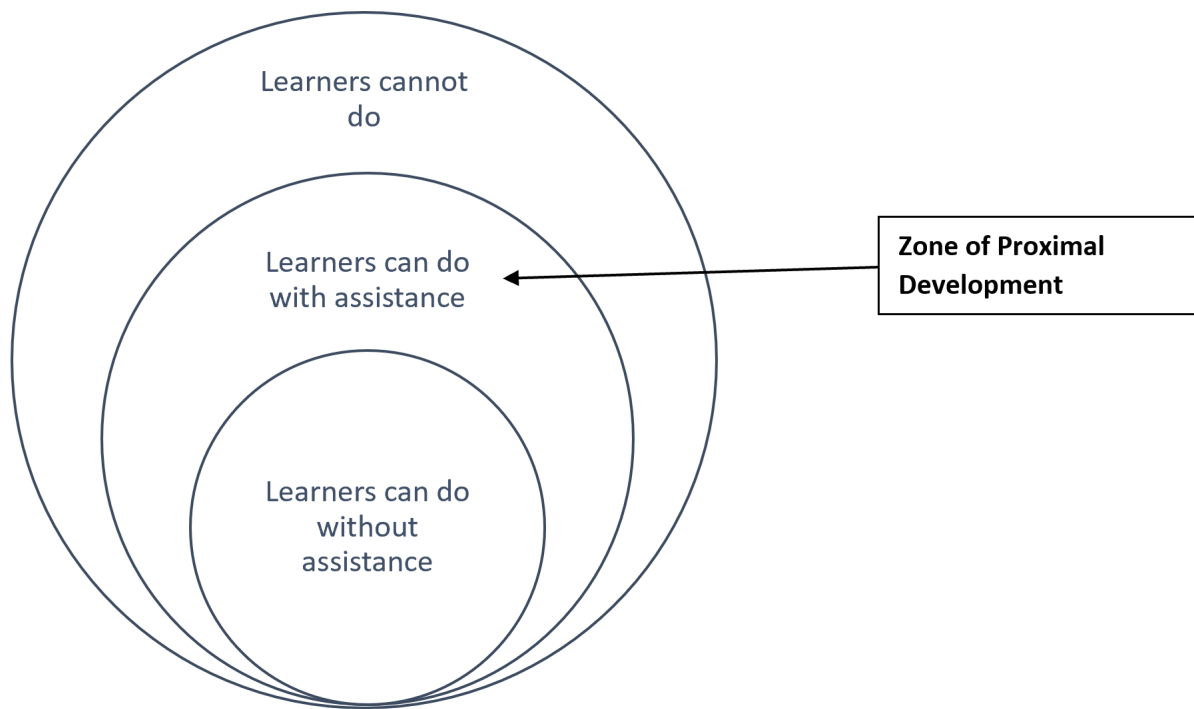 Learners cannot
do
Learners can do
with assistance
Zone of Proximal
Development
Learners can do
without
assistance